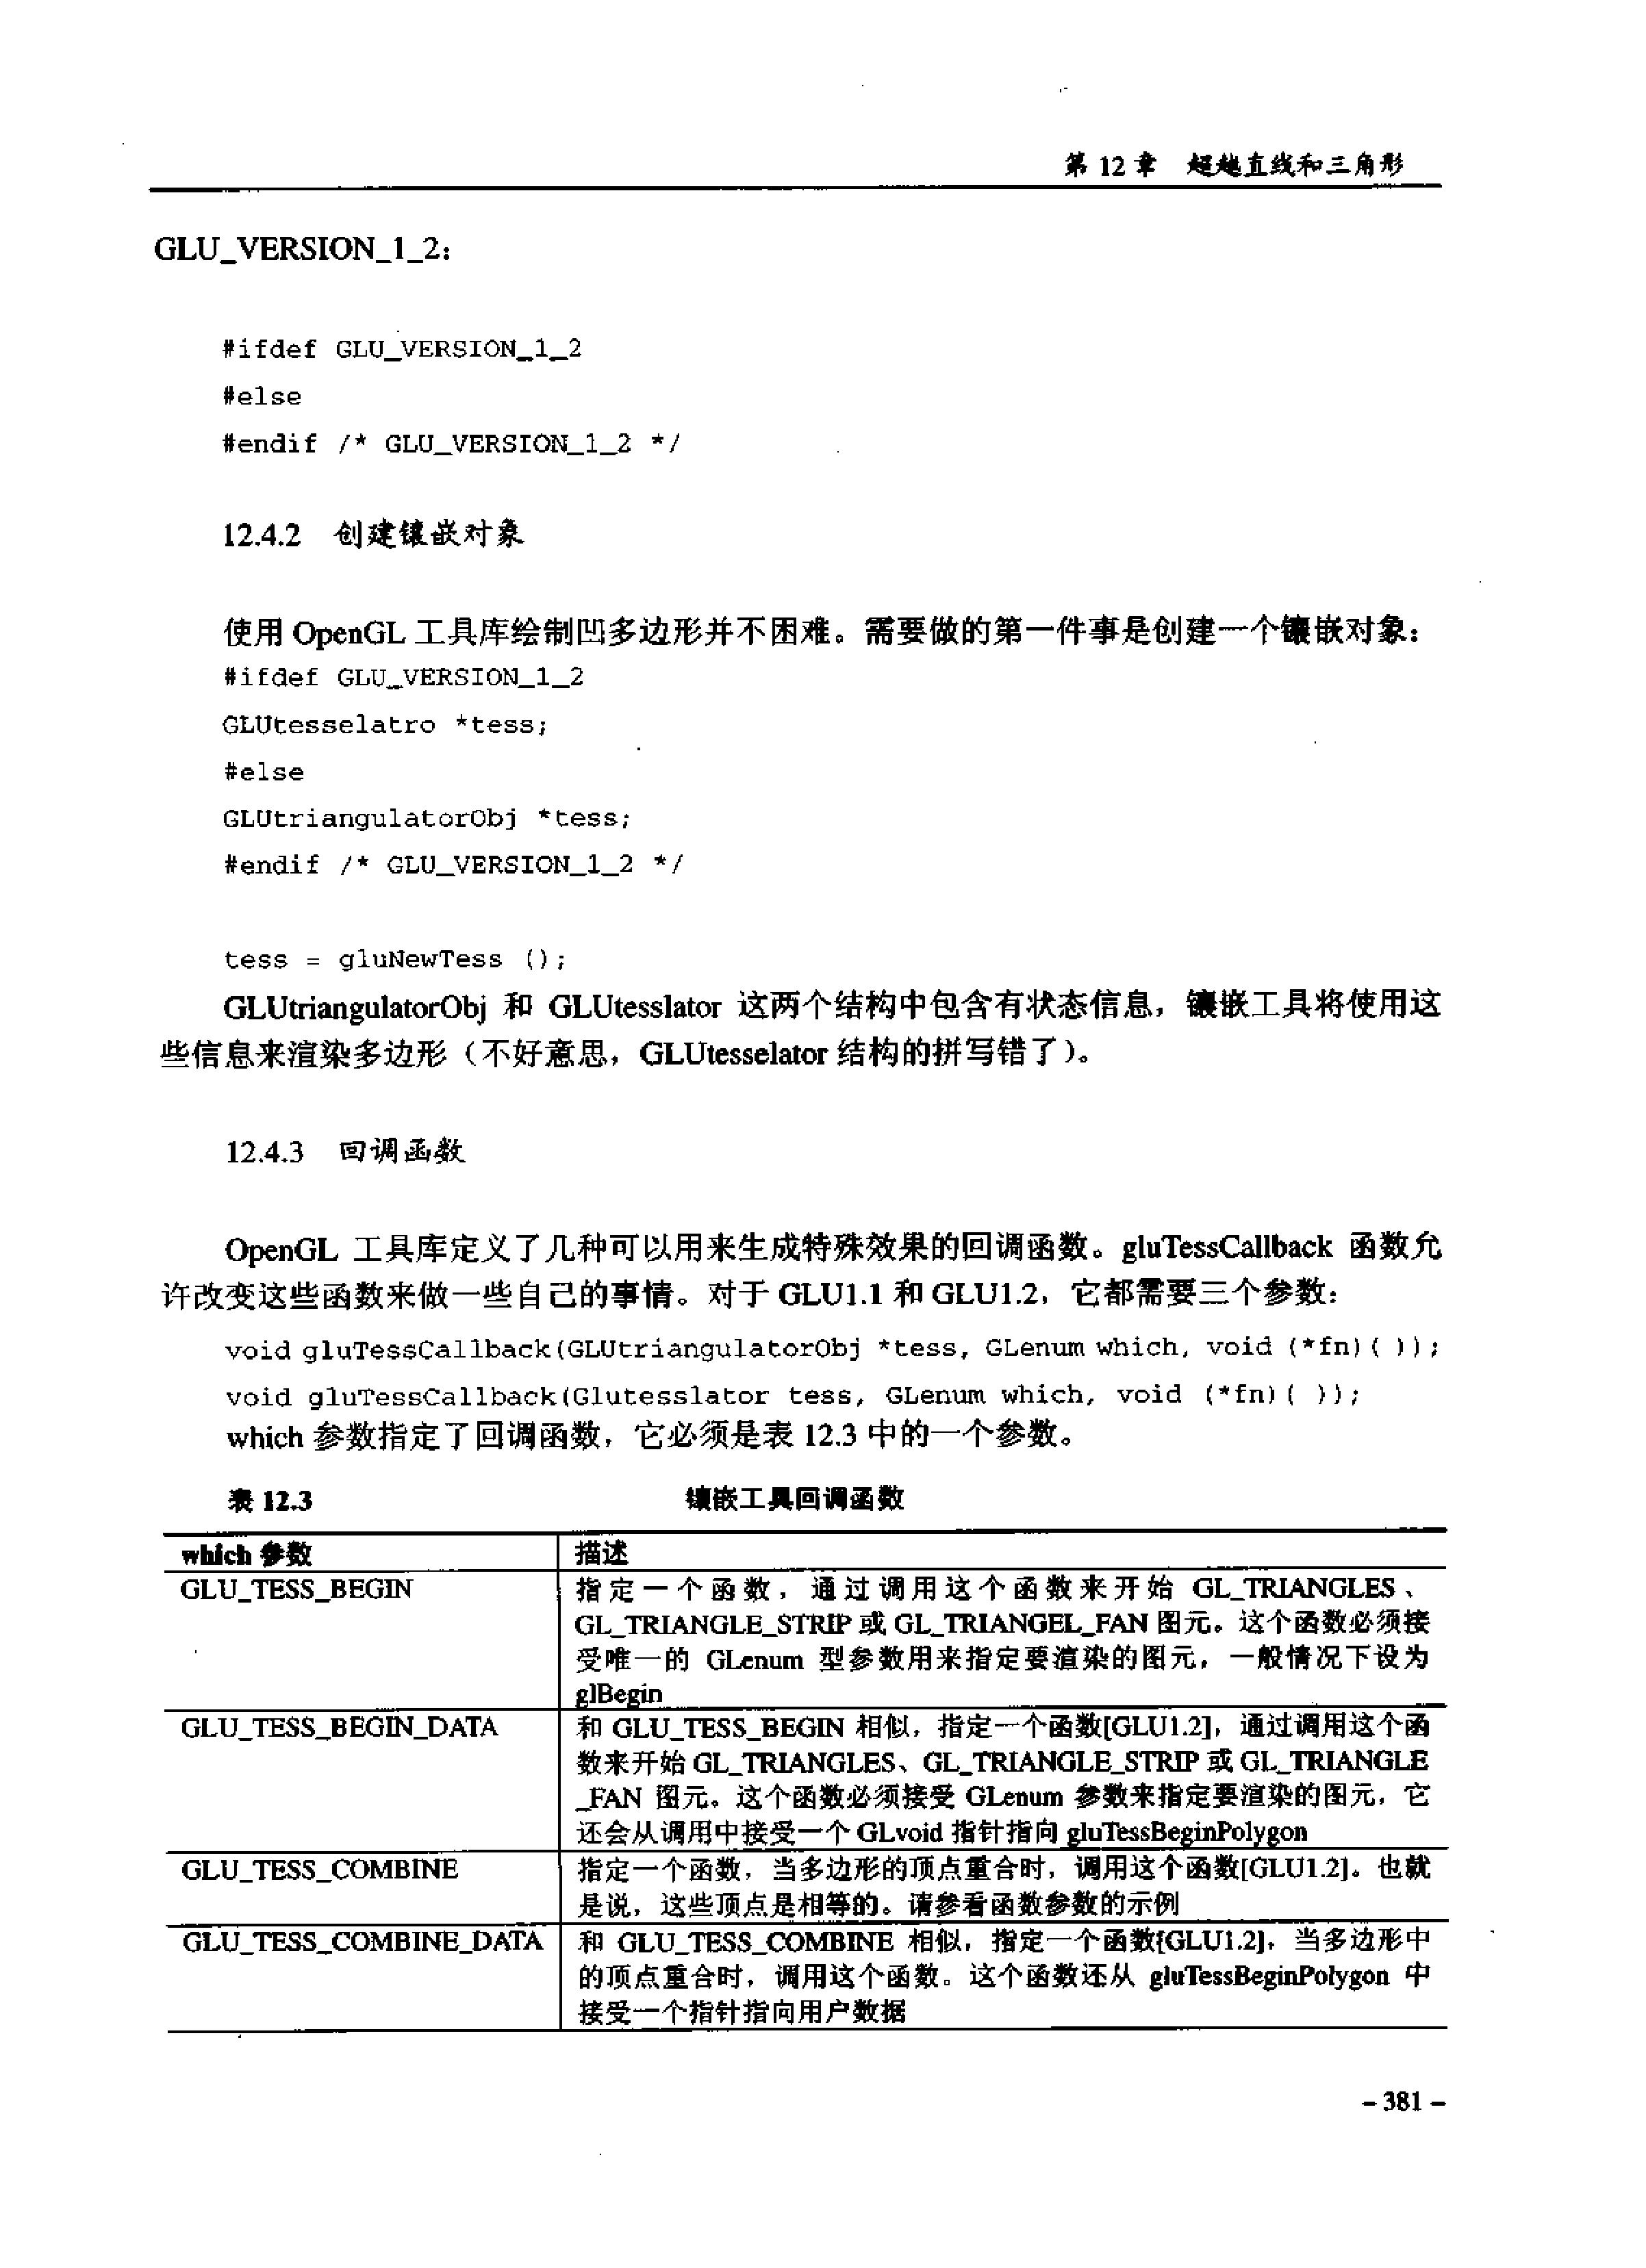 第 12 章 超越直线和三角形
GLU_VERSION_1_2：
#ifdef GLU_VERSION_1_2
#else
#endif /* GLU_VERSION_1_2 */
12.4.2 创建镶嵌对象
使用 OpenGL 工具库绘制凹多边形并不困难。需要做的第一件事是创建一个镶嵌对象：
#ifdef GLU_VERSION_1_2
GLUtesselatro *tess;
#else
GLUtriangulatorObj *tess;
#endif /* GLU_VERSION_1_2 */
tess = gluNewTess ();
GLUtriangulatorObj 和 GLUtesslator 这两个结构中包含有状态信息，镶嵌工具将使用这
些信息来渲染多边形（不好意思，GLUtesselator 结构的拼写错了）。
12.4.3 回调函数
OpenGL 工具库定义了几种可以用来生成特殊效果的回调函数。gluTessCallback 函数允
许改变这些函数来做一些自己的事情。对于 GLU1.1 和 GLU1.2，它都需要三个参数：
void gluTessCallback(GLUtriangulatorObj *tess, GLenum which, void (*fn)( ));
void gluTessCallback(Glutesslator tess, GLenum which, void (*fn)( ));
which 参数指定了回调函数，它必须是表 12.3 中的一个参数。
表 12.3 镶嵌工具回调函数
which 参数 描述
GLU_TESS_BEGIN 指定一个函数，通过调用这个函数来开始 GL_TRIANGLES、
GL_TRIANGLE_STRIP 或 GL_TRIANGEL_FAN 图元。这个函数必须接
受唯一的 GLenum 型参数用来指定要渲染的图元，一般情况下设为
glBegin
GLU_TESS_BEGIN_DATA 和 GLU_TESS_BEGIN 相似，指定一个函数[GLU1.2]，通过调用这个函
数来开始 GL_TRIANGLES、GL_TRIANGLE_STRIP 或 GL_TRIANGLE
_FAN 图元。这个函数必须接受 GLenum 参数来指定要渲染的图元，它
还会从调用中接受一个 GLvoid 指针指向 gluTessBeginPolygon
GLU_TESS_COMBINE 指定一个函数，当多边形的顶点重合时，调用这个函数[GLU1.2]。也就
是说，这些顶点是相等的。请参看函数参数的示例
GLU_TESS_COMBINE_DATA 和 GLU_TESS_COMBINE 相似，指定一个函数[GLU1.2]，当多边形中
的顶点重合时，调用这个函数。这个函数还从 gluTessBeginPolygon 中
接受一个指针指向用户数据
– 381 –